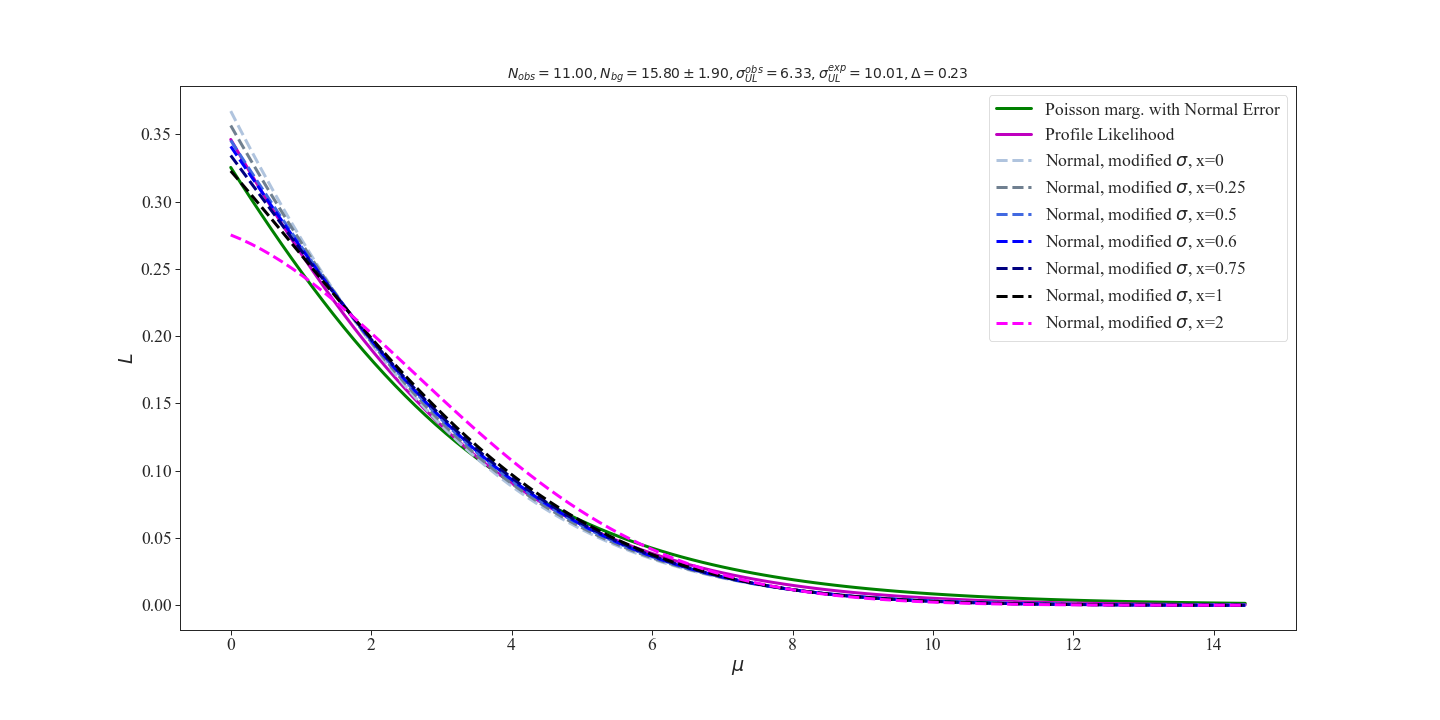 N_obs = 11.00, N_bg = 15.80 ± 1.90, σ_UL^obs = 6.33, σ_UL^exp = 10.01, Δ = 0.23
Poisson marg. with Normal Error
Profile Likelihood
Normal, modified σ, x=0
Normal, modified σ, x=0.25
Normal, modified σ, x=0.5
Normal, modified σ, x=0.6
Normal, modified σ, x=0.75
Normal, modified σ, x=1
Normal, modified σ, x=2
0.35
0.30
0.25
0.20
0.15
0.10
0.05
0.00
L
0 2 4 6 8 10 12 14
μ